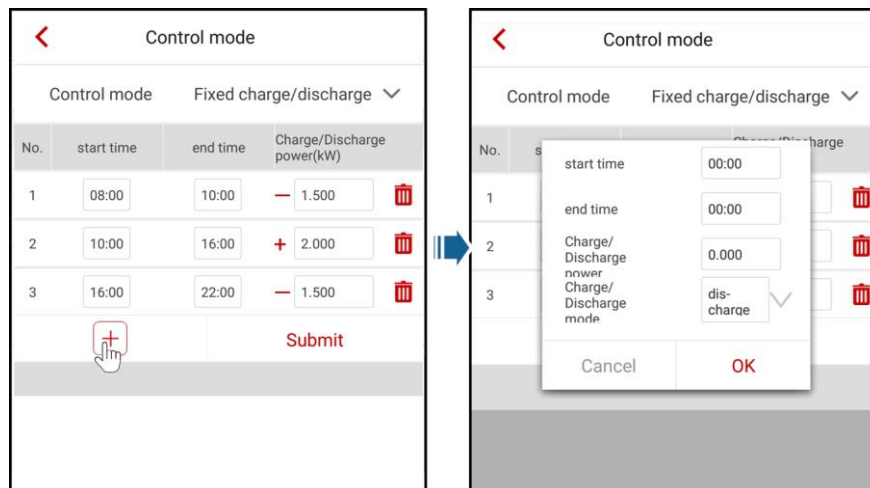 Control mode
Control mode Fixed charge/discharge
No. start time end time Charge/Discharge
power(kW)
1 08:00 10:00 − 1.500
2 10:00 16:00 + 2.000
3 16:00 22:00 − 1.500
+ Submit
Control mode
Control mode Fixed charge/discharge
No.
start time 00:00
1
end time 00:00
2
Charge/
Discharge
power
0.000
3
Charge/
Discharge
mode
dis-
charge
Cancel OK